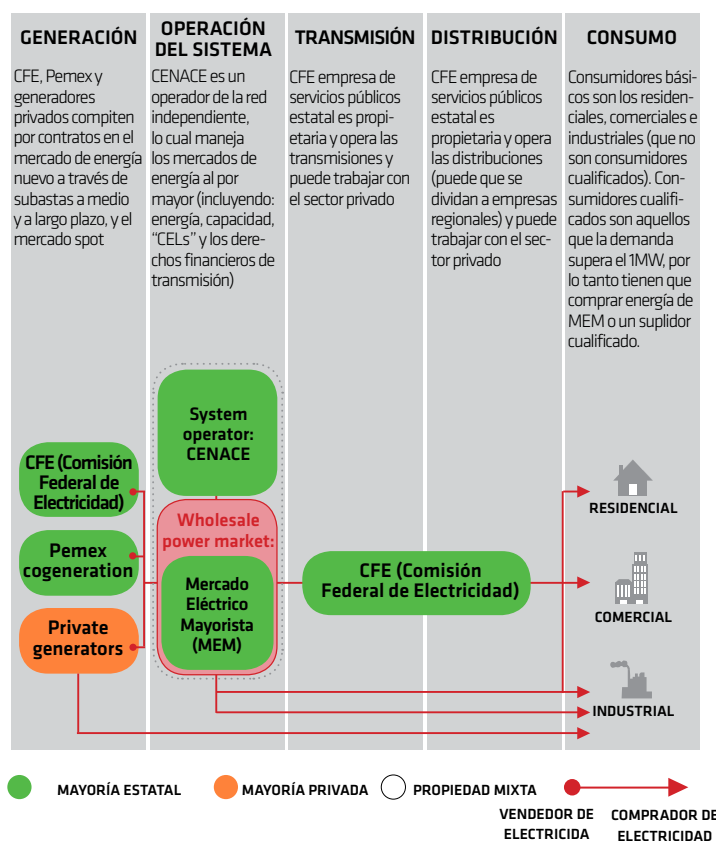 GENERACIÓN
CFE, Pemex y
generadores
privados compiten
por contratos en el
mercado de energía
nuevo a través de
subastas a medio
y a largo plazo, y el
mercado spot
OPERACIÓN
DEL SISTEMA
CENACE es un
operador de la red
independiente,
lo cual maneja
los mercados de
energía al por
mayor (incluyendo:
energía, capacidad,
“CELs” y los dere-
chos financieros de
transmisión)
TRANSMISIÓN
CFE empresa de
servicios públicos
estatal es propi-
etaria y opera las
transmisiones y
puede trabajar con
el sector privado
DISTRIBUCIÓN
CFE empresa de
servicios públicos
estatal es
propietaria y opera
las distribuciones
(puede que se
dividan a empresas
regionales) y puede
trabajar con el sec-
tor privado
CONSUMO
Consumidores bási-
cos son los residen-
ciales, comerciales e
industriales (que no
son consumidores
cualificados). Con-
sumidores cualifi-
cados son aquellos
que la demanda
supera el 1MW, por
lo tanto tienen que
comprar energía de
MEM o un suplidor
cualificado.
CFE (Comisión
Federal de
Electricidad)
Pemex
cogeneration
Private
generators
System
operator:
CENACE
Wholesale
power market:
Mercado
Eléctrico
Mayorista
(MEM)
CFE (Comisión
Federal de Electricidad)
RESIDENCIAL
COMERCIAL
INDUSTRIAL
MAYORÍA ESTATAL
MAYORÍA PRIVADA
PROPIEDAD MIXTA
VENDEDOR DE
ELECTRICIDA
COMPRADOR DE
ELECTRICIDAD